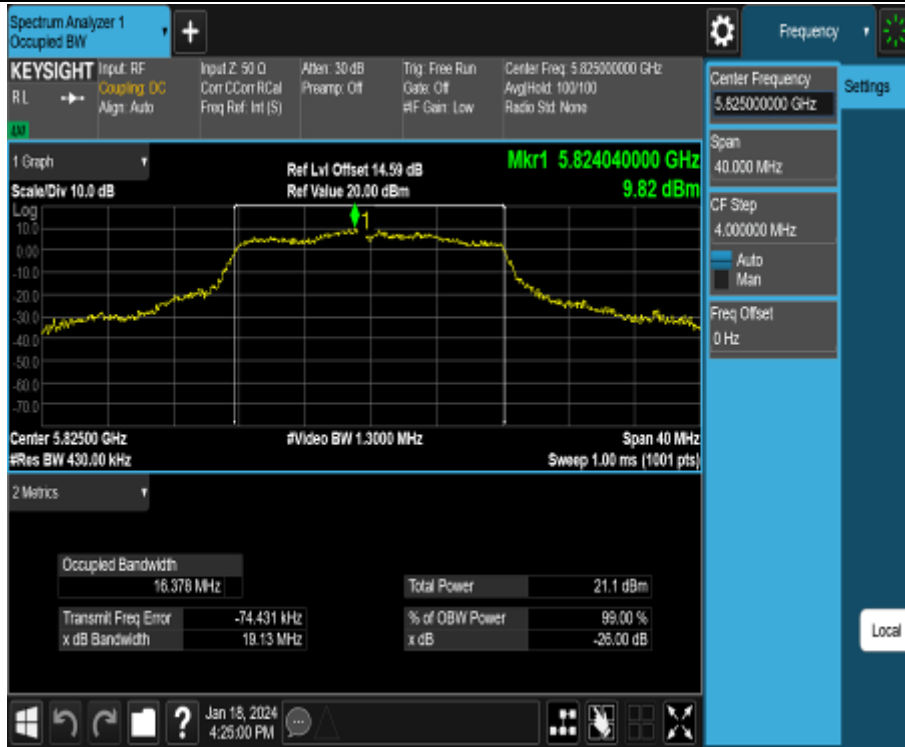 Spectrum Analyzer 1
Occupied BW
+
Frequency
KEYSIGHT
RL
Input: RF
Coupling: DC
Align: Auto
Input Z: 50 Ω
Corr CCorr RCal
Freq Ref: Int (S)
Atten: 30 dB
Preamp: Off
Trig: Free Run
Gate: Off
#IF Gain: Low
Center Freq: 5.825000000 GHz
Avg|Hold: 100/100
Radio Std: None
Center Frequency
5.825000000 GHz
Settings
Span
40.000 MHz
CF Step
4.000000 MHz
Auto
Man
Freq Offset
0 Hz
1 Graph
Scale/Div 10.0 dB
Ref Lvl Offset 14.59 dB
Ref Value 20.00 dBm
Mkr1 5.824040000 GHz
9.82 dBm
Log
1
10.0
0.00
-10.0
-20.0
-30.0
-40.0
-50.0
-60.0
-70.0
Center 5.82500 GHz
#Video BW 1.3000 MHz
Span 40 MHz
#Res BW 430.00 kHz
Sweep 1.00 ms (1001 pts)
2 Metrics
Occupied Bandwidth
16.378 MHz
Total Power 21.1 dBm
Transmit Freq Error -74.431 kHz
% of OBW Power 99.00 %
x dB Bandwidth 19.13 MHz
x dB -26.00 dB
Local
?
Jan 18, 2024
4:25:00 PM